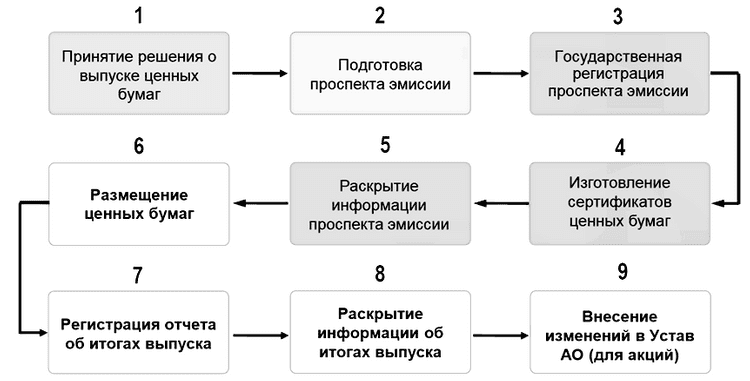 1
Принятие решения о
выпуске ценных
бумаг
2
Подготовка
проспекта эмиссии
3
Государственная
регистрация
проспекта эмиссии
4
Изготовление
сертификатов
ценных бумаг
5
Раскрытие
информации
проспекта эмиссии
6
Размещение
ценных бумаг
7
Регистрация отчета
об итогах выпуска
8
Раскрытие
информации об
итогах выпуска
9
Внесение
изменений в Устав
АО (для акций)